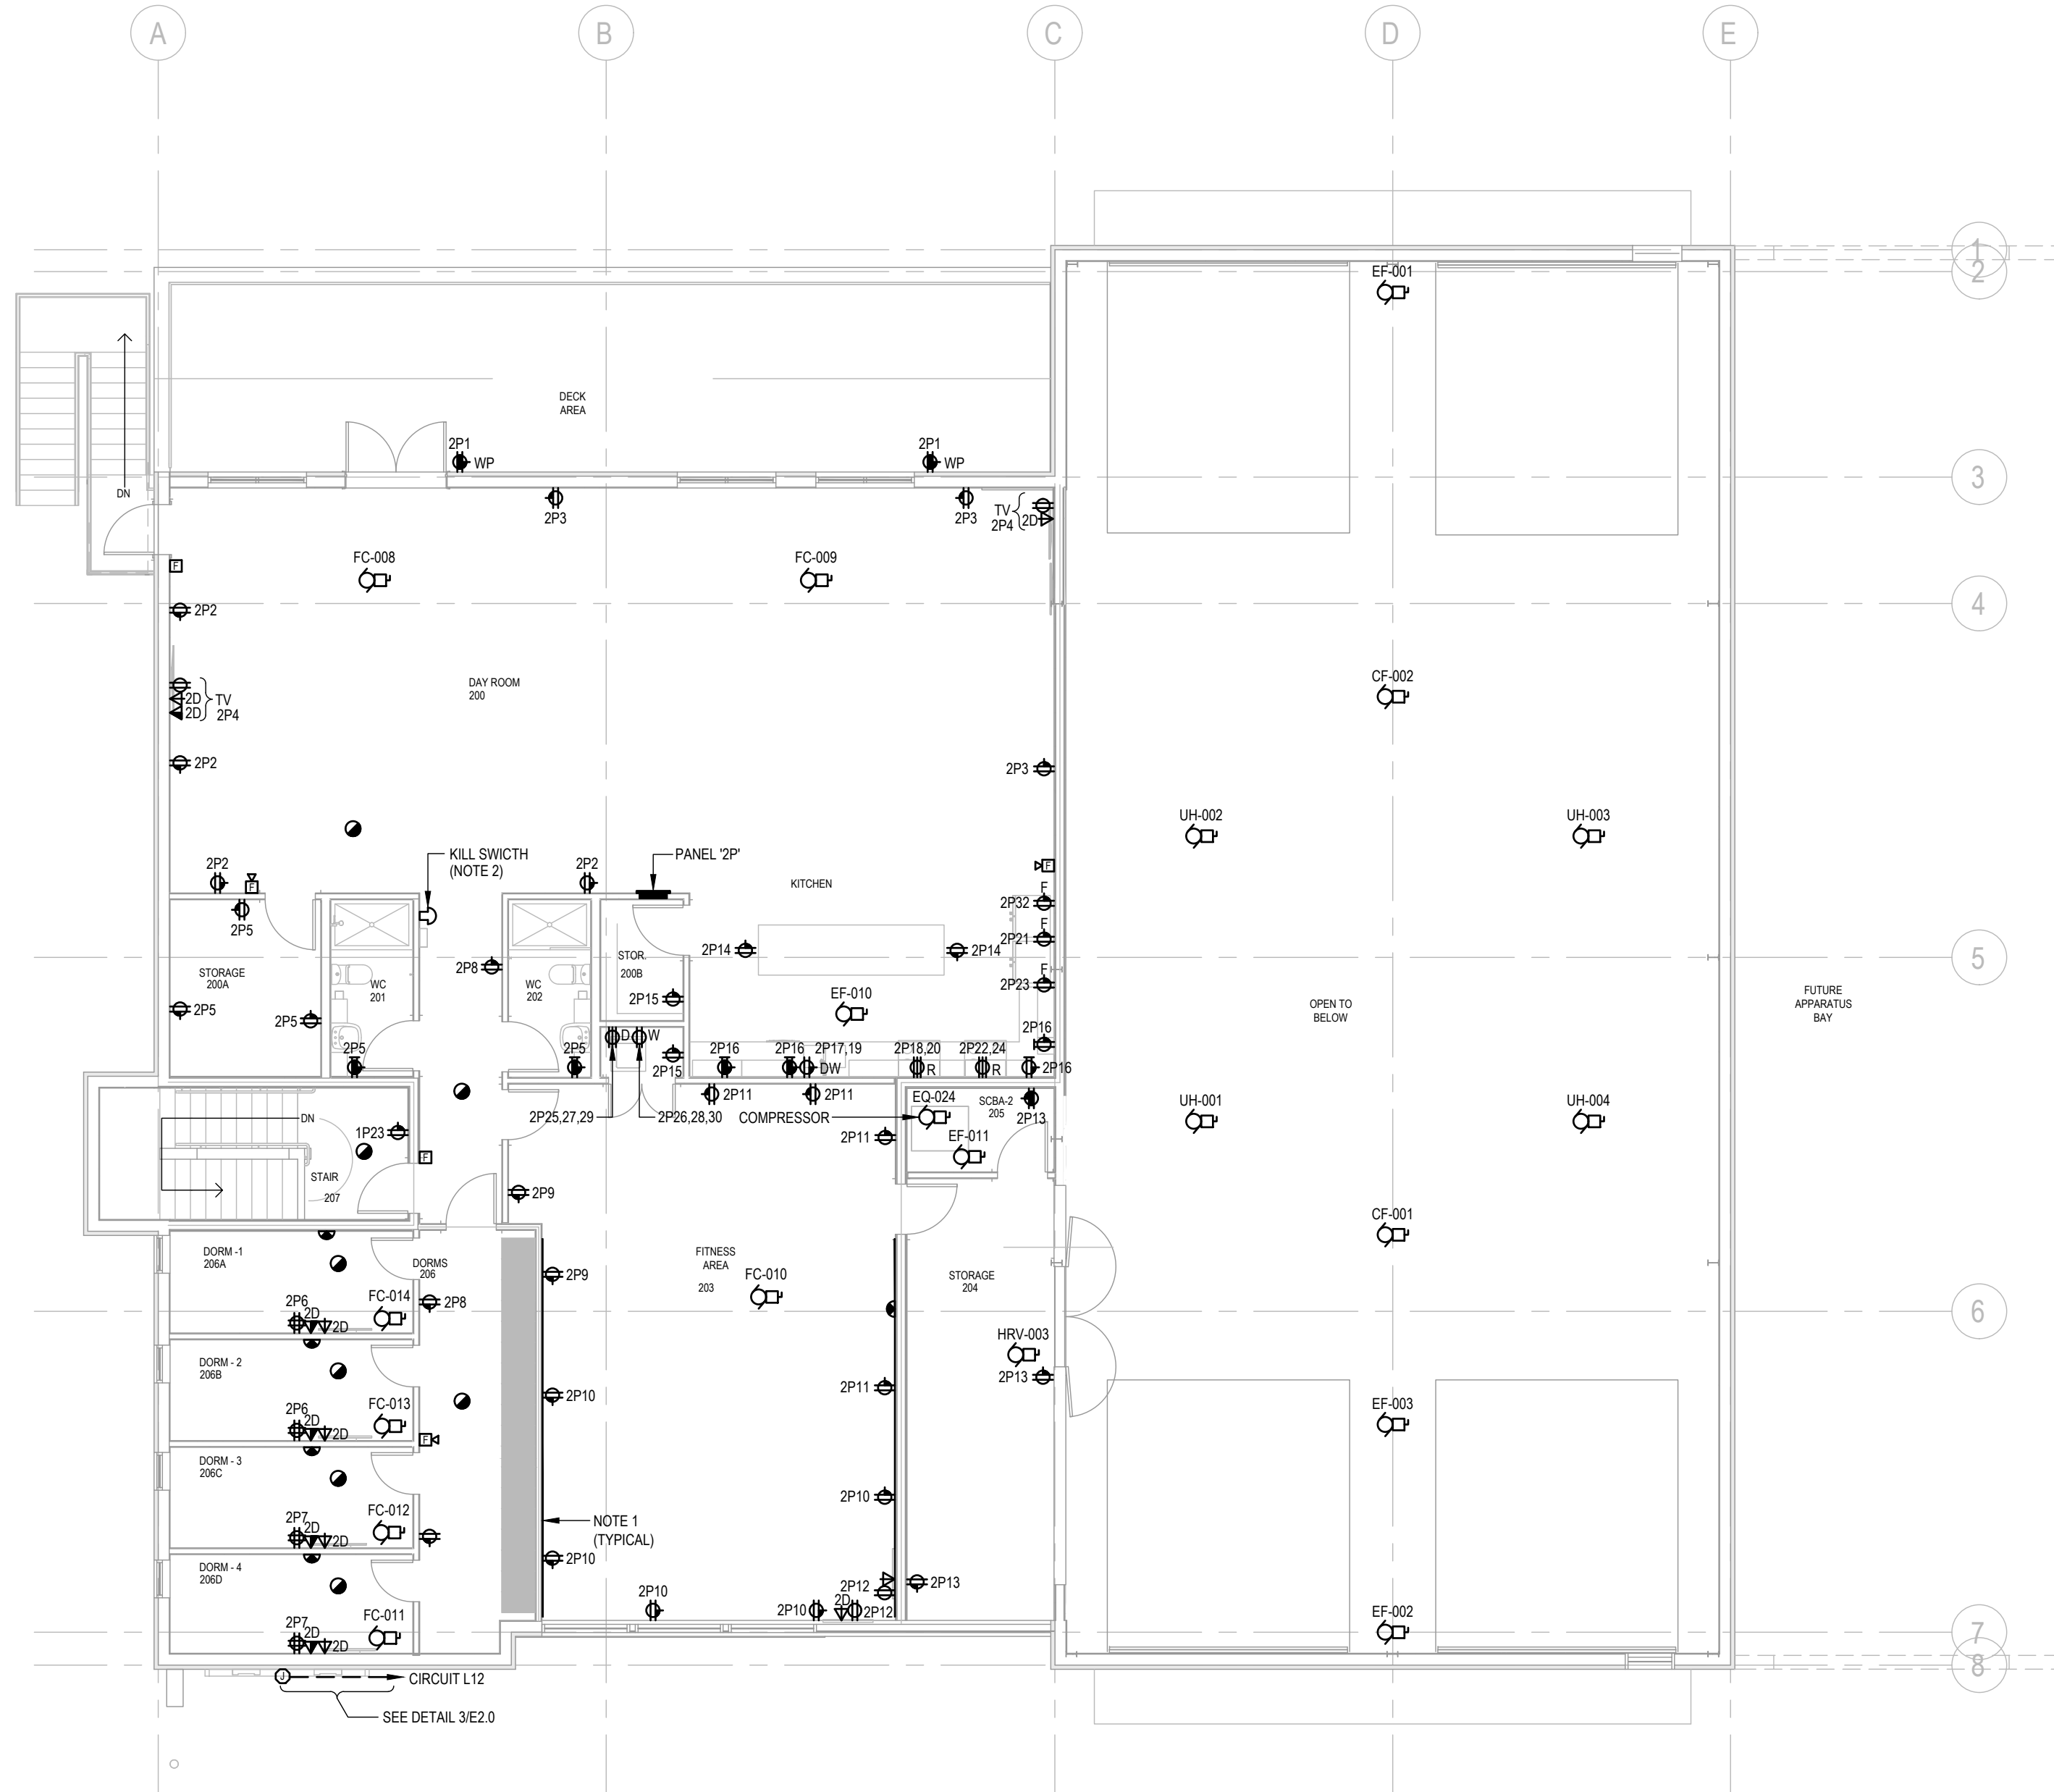 A
B
C
D
E
1
2
EF-001
DECK
AREA
2P1
WP
2P1
WP
3
DN
2P3
2P3
TV
2P4
2D
FC-008
FC-009
F
4
2P2
CF-002
DAY ROOM
200
2D
2D
TV
2P4
2P2
2P3
UH-002
UH-003
KILL SWICTH
(NOTE 2)
PANEL '2P'
2P2
F
2P2
KITCHEN
F
F
2P32
2P5
F
2P21
2P14
2P14
5
STORAGE
200A
WC
201
2P8
WC
202
STOR.
200B
F
2P23
EF-010
2P15
2P5
2P5
OPEN TO
BELOW
FUTURE
APPARATUS
BAY
D
W
2P16
2P5
2P5
2P15
2P16
2P16
2P17,19
DW
2P18,20
R
2P22,24
R
2P16
2P11
2P11
EQ-024
SCBA-2
205
DN
2P25,27,29
2P26,28,30
COMPRESSOR
2P13
UH-001
UH-004
1P23
2P11
EF-011
F
STAIR
207
2P9
CF-001
DORM -1
206A
DORMS
206
FITNESS
AREA
203
FC-010
2P9
STORAGE
204
2P6
2D
2D
FC-014
2P8
6
HRV-003
DORM - 2
206B
2P13
2P10
2P11
2P6
2D
2D
FC-013
F
EF-003
DORM - 3
206C
2P10
2P7
2D
2D
FC-012
NOTE 1
(TYPICAL)
DORM - 4
206D
2P10
2P12
2P13
2P10
2P10
2D
2P12
2P7
2D
2D
FC-011
EF-002
7
8
J
CIRCUIT L12
SEE DETAIL 3/E2.0